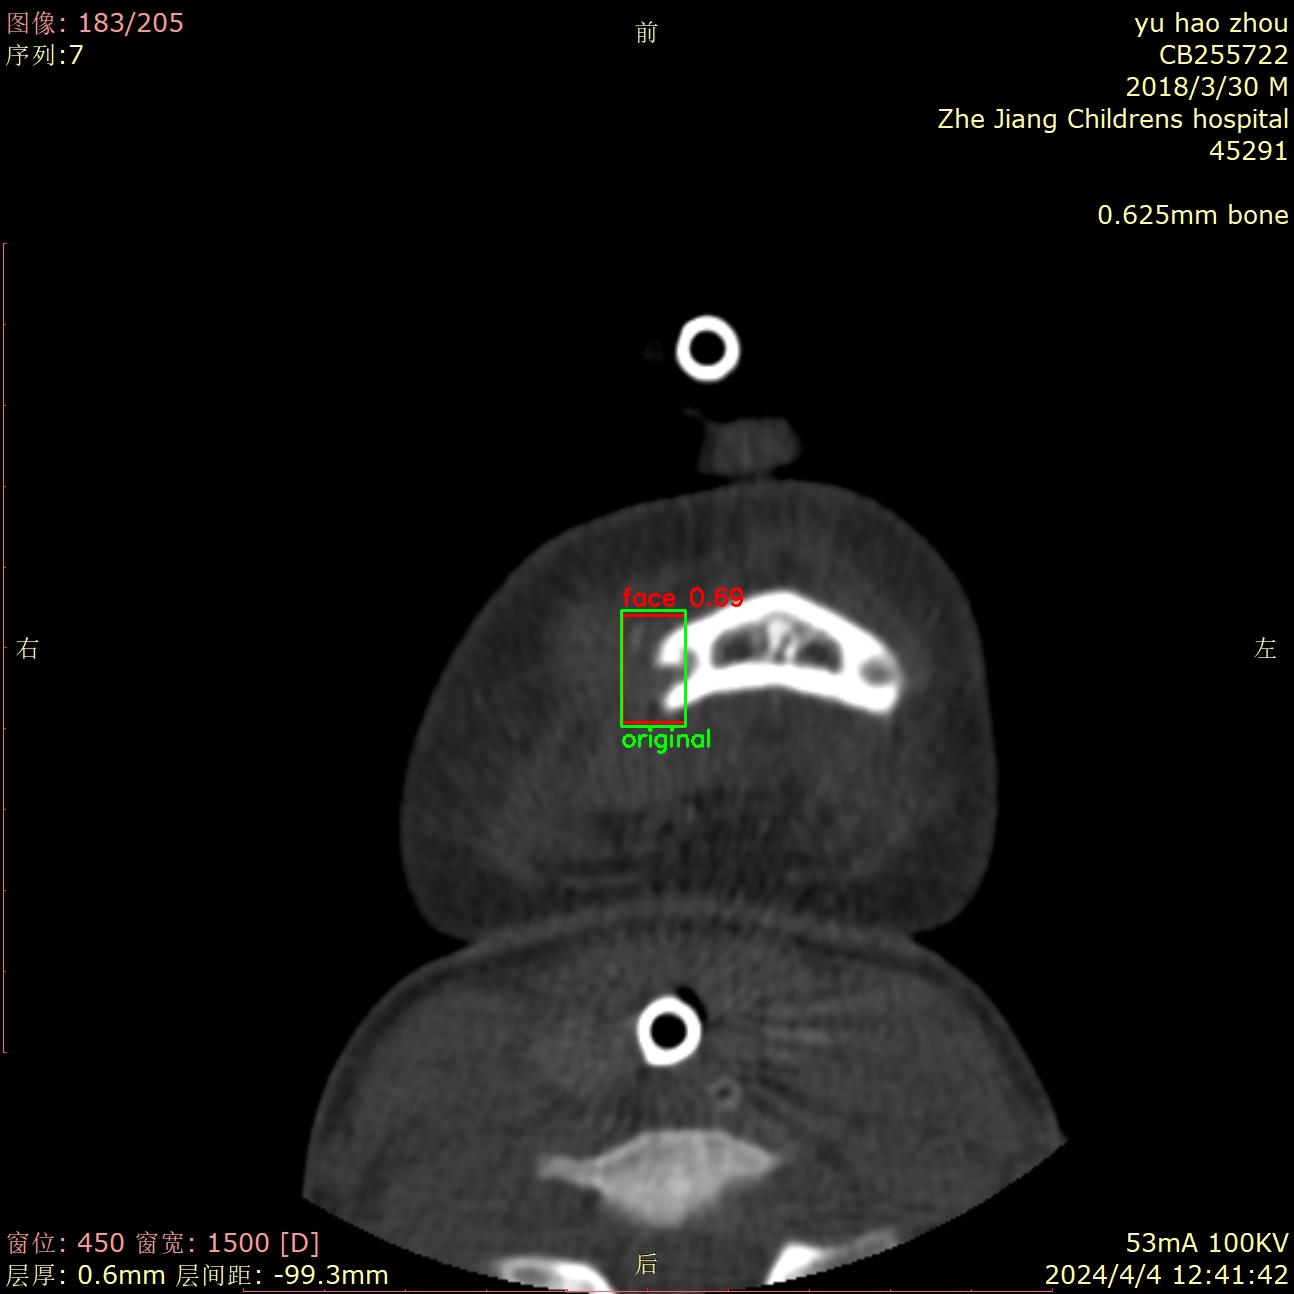 图像: 183/205
序列:7
前
yu hao zhou
CB255722
2018/3/30 M
Zhe Jiang Childrens hospital
45291
0.625mm bone
face 0.69
右
左
original
窗位: 450 窗宽: 1500 [D]
层厚: 0.6mm 层间距: -99.3mm
后
53mA 100KV
2024/4/4 12:41:42